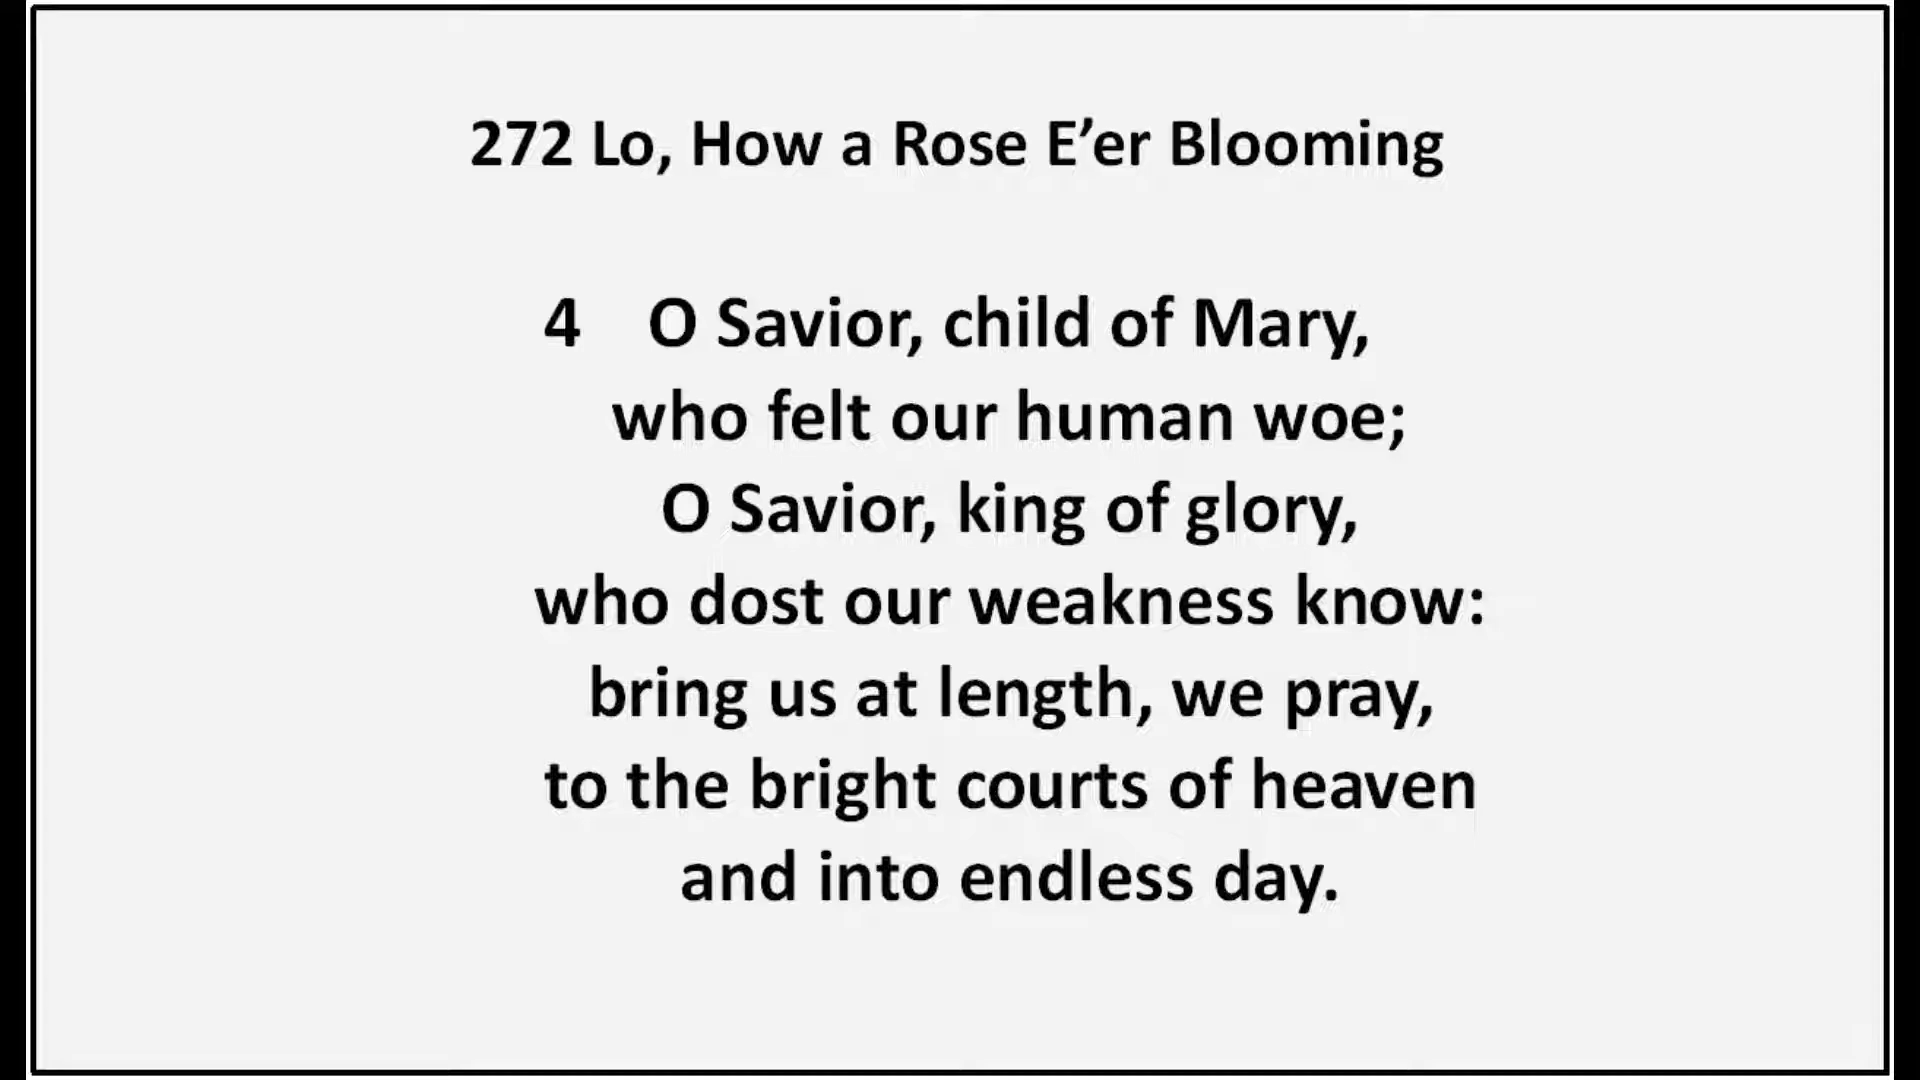 272 Lo, How a Rose E’er Blooming
4 O Savior, child of Mary,
who felt our human woe;
O Savior, king of glory,
who dost our weakness know:
bring us at length, we pray,
to the bright courts of heaven
and into endless day.